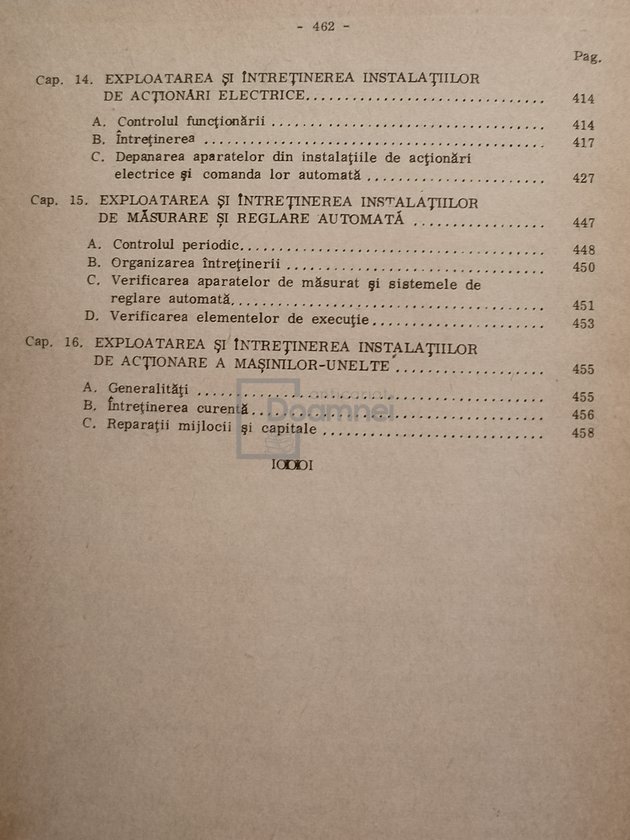 - 462 -
Pag.
Cap. 14. EXPLOATAREA ŞI ÎNTREŢINEREA INSTALAŢIILOR
DE ACŢIONĂRI ELECTRICE.............................. 414
A. Controlul funcţionării .................................. 414
B. Întreţinerea ........................................... 417
C. Depanarea aparatelor din instalaţiile de acţionări
electrice şi comanda lor automată ...................... 427
Cap. 15. EXPLOATAREA ŞI ÎNTREŢINEREA INSTALAŢIILOR
DE MĂSURARE ŞI REGLARE AUTOMATĂ ................. 447
A. Controlul periodic...................................... 448
B. Organizarea întreţinerii ................................ 450
C. Verificarea aparatelor de măsurat şi sistemele de
reglare automată....................................... 451
D. Verificarea elementelor de execuţie...................... 453
Cap. 16. EXPLOATAREA ŞI ÎNTREŢINEREA INSTALAŢIILOR
DE ACŢIONARE A MAŞINILOR-UNELTE ................... 455
A. Generalităţi ........................................... 455
B. Întreţinerea curentă.................................... 456
C. Reparaţii mijlocii şi capitale ........................... 458
Doamnei